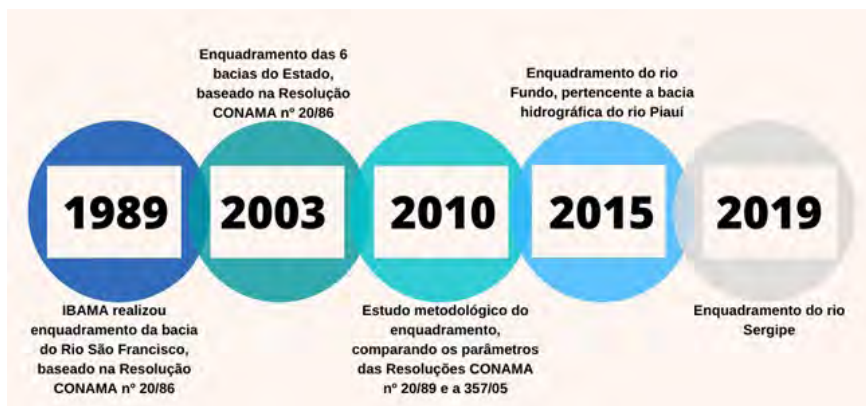 Enquadramento das 6
bacias do Estado,
baseado na Resolução
CONAMA nº 20/86
Enquadramento do rio
Fundo, pertencente a bacia
hidrográfica do rio Piauí
1989
2003
2010
2015
2019
IBAMA realizou
enquadramento da bacia
do Rio São Francisco,
baseado na Resolução
CONAMA nº 20/86
Estudo metodológico do
enquadramento,
comparando os parâmetros
das Resoluções CONAMA
nº 20/89 e a 357/05
Enquadramento do rio
Sergipe